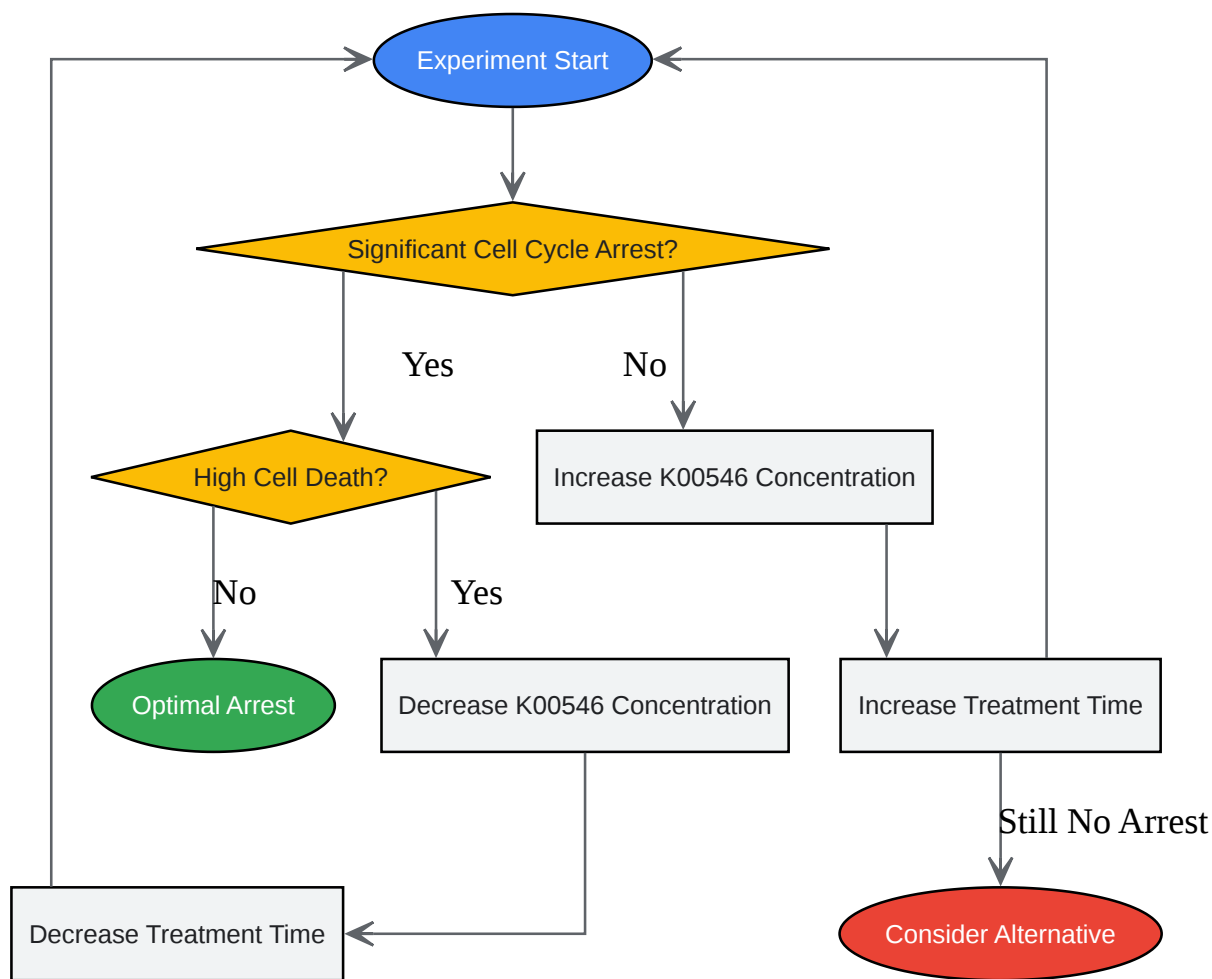 Experiment Start
Significant Cell Cycle Arrest?
Yes
No
High Cell Death?
Increase K00546 Concentration
No
Yes
Optimal Arrest
Decrease K00546 Concentration
Increase Treatment Time
Still No Arrest
Decrease Treatment Time
Consider Alternative